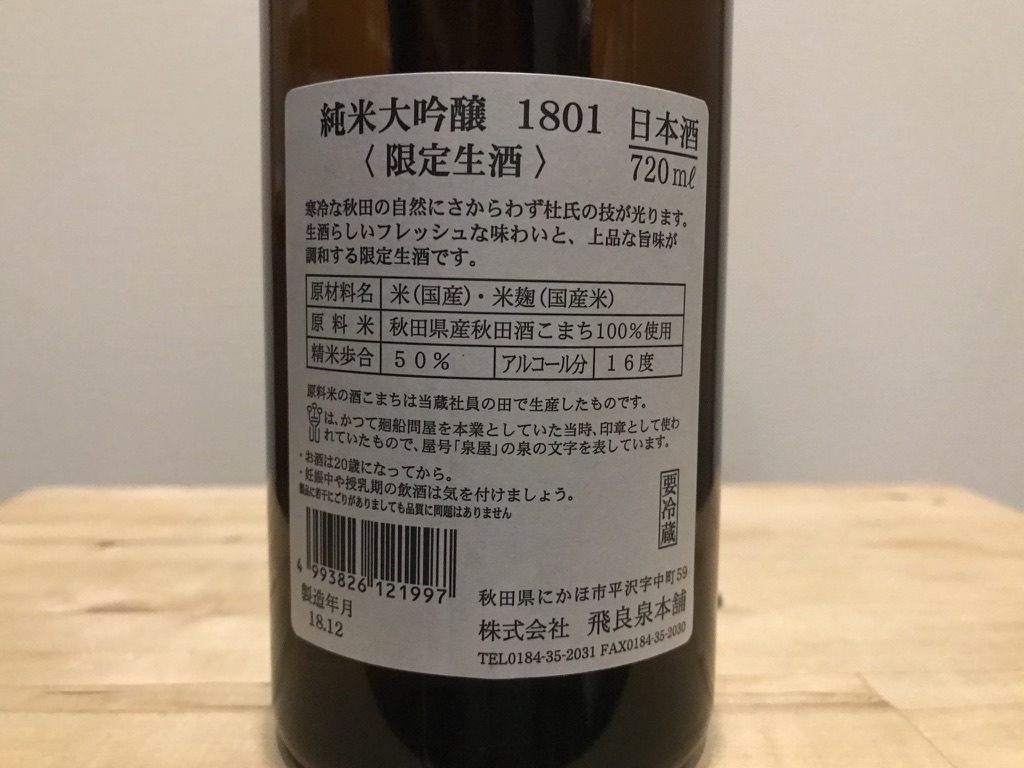 純米大吟醸 1801
〈限定生酒〉
日本酒
720mℓ
寒冷な秋田の自然にさからわず杜氏の技が光ります。
生酒らしいフレッシュな味わいと、上品な旨味が
調和する限定生酒です。
原材料名 米(国産)・米麹(国産米)
原料米 秋田県産秋田酒こまち100%使用
精米歩合 50% アルコール分 16度
原料米の酒こまちは当蔵社員の田で生産したものです。
は、かつて廻船問屋を本業としていた当時、印章として使わ
れていたもので、屋号「泉屋」の泉の文字を表しています。
・お酒は20歳になってから。
・妊娠中や授乳期の飲酒は気を付けましょう。
製品に若干にごりがありましても品質に問題はありません
要冷蔵
4 993826 121997
製造年月
18.12
秋田県にかほ市平沢字中町59
株式会社 飛良泉本舗
TEL0184-35-2031 FAX0184-35-2030